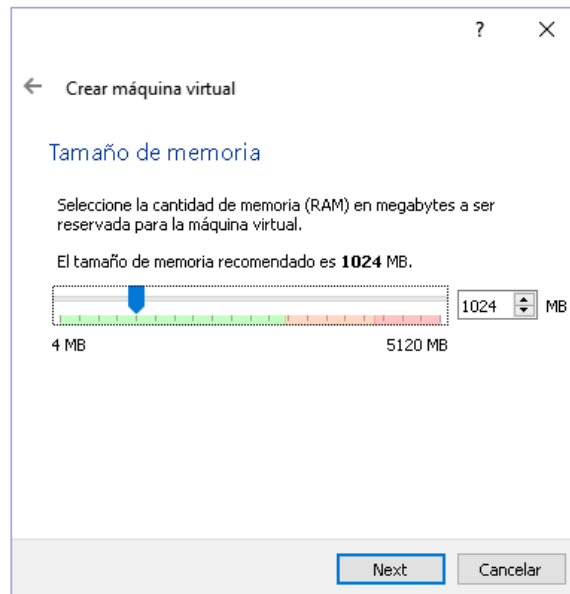 ?
Crear máquina virtual
Tamaño de memoria
Seleccione la cantidad de memoria (RAM) en megabytes a ser
reservada para la máquina virtual.
El tamaño de memoria recomendado es 1024 MB.
1024 MB
4 MB 5120 MB
Next Cancelar